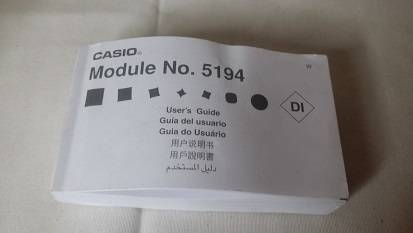 CASIO®
W
Module No. 5194
DI
User's Guide
Guía del usuario
Guia do Usuário
用户说明书
用戶說明書
دليل المستخدم